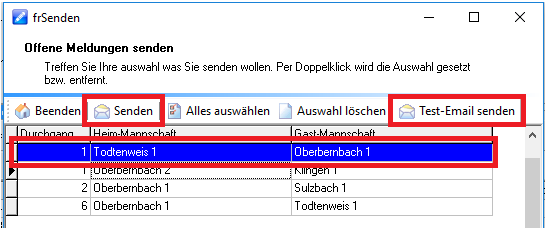 frSenden
Offene Meldungen senden
Treffen Sie Ihre auswahl was Sie senden wollen. Per Doppelklick wird die Auswahl gesetzt
bzw. entfernt.
Beenden Senden Alles auswählen Auswahl löschen Test-Email senden
Durchgang Heim-Mannschaft Gast-Mannschaft
1 Todtenweis 1 Oberbernbach 1
1 Oberbernbach 2 Klingen 1
2 Oberbernbach 1 Sulzbach 1
6 Oberbernbach 1 Todtenweis 1